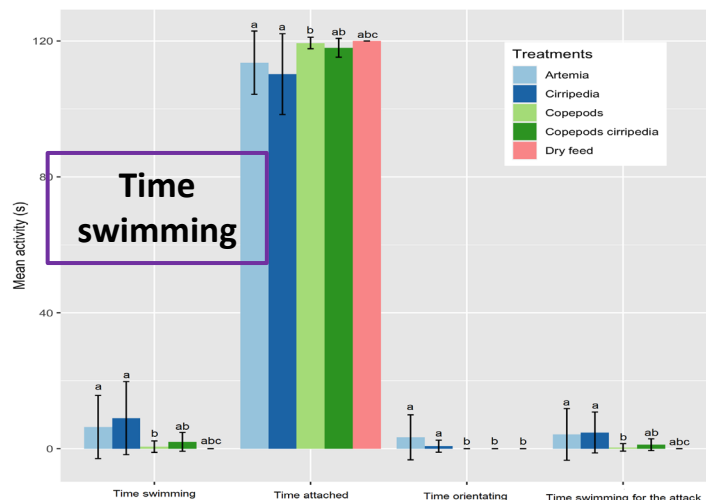 a a b ab abc
120
Treatments
Artemia
Cirripedia
Copepods
Copepods cirripedia
Dry feed
80
Time
swimming
Mean activity (s)
40
a a b ab abc
a a b b b
a a b ab abc
0
Time swimming Time attached Time orientating Time swimming for the attack